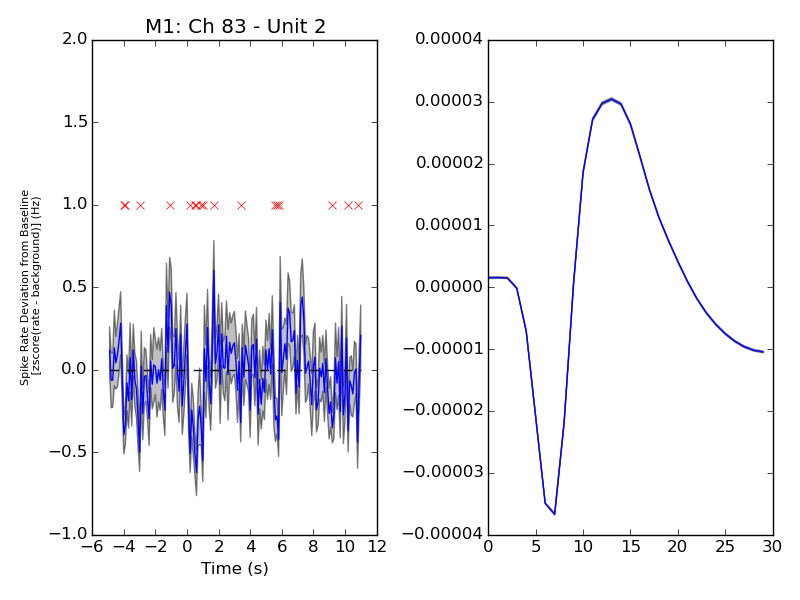 M1: Ch 83 - Unit 2
2.0
1.5
1.0
0.5
0.0
−0.5
−1.0
−6 −4 −2 0 2 4 6 8 10 12
Time (s)
Spike Rate Deviation from Baseline
[zscore(rate - background)] (Hz)
0.00004
0.00003
0.00002
0.00001
0.00000
−0.00001
−0.00002
−0.00003
−0.00004
0 5 10 15 20 25 30